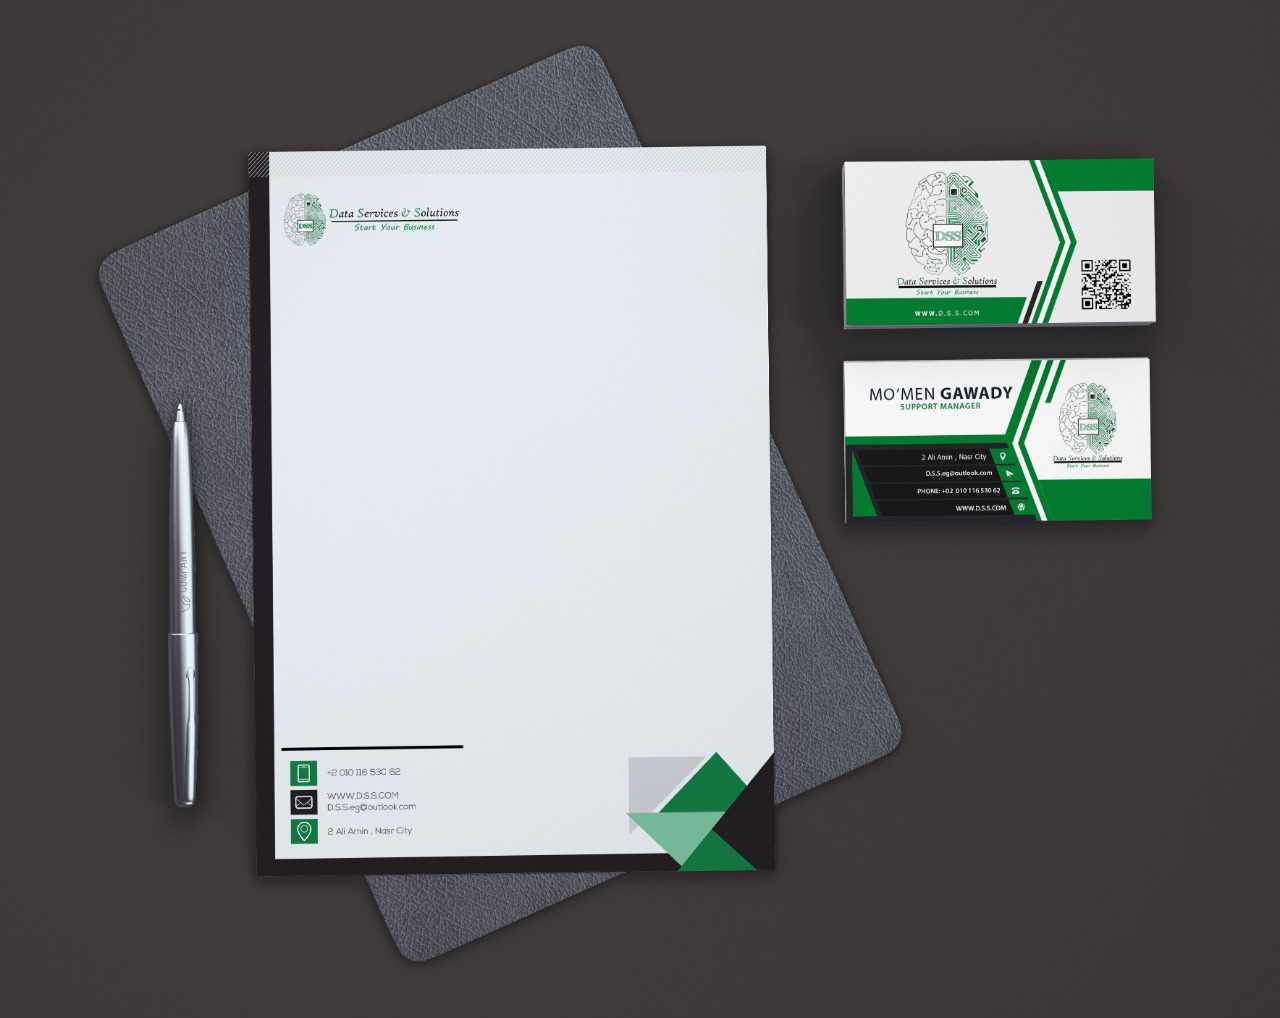 DSS
Data Services & Solutions
Start Your Business
+2 010 116 530 62
WWW.D.S.S.COM
D.S.S.eg@outlook.com
2 Ali Amin , Nasr City
COMPANY
DSS
Data Services & Solutions
Start Your Business
WWW.D.S.S.COM
MO'MEN GAWADY
SUPPORT MANAGER
2 Ali Amin , Nasr City
D.S.S.eg@outlook.com
PHONE: +02 010 116 530 62
WWW.D.S.S.COM
DSS
Data Services & Solutions
Start Your Business